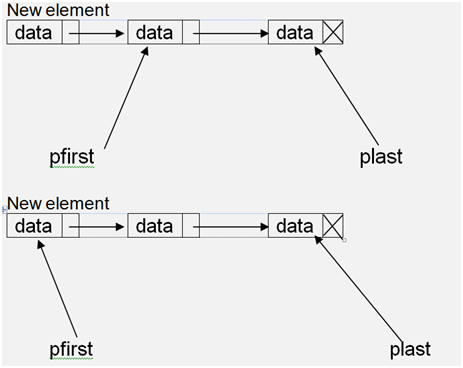 New element
data data data
pfirst plast
New element
data data data
pfirst plast